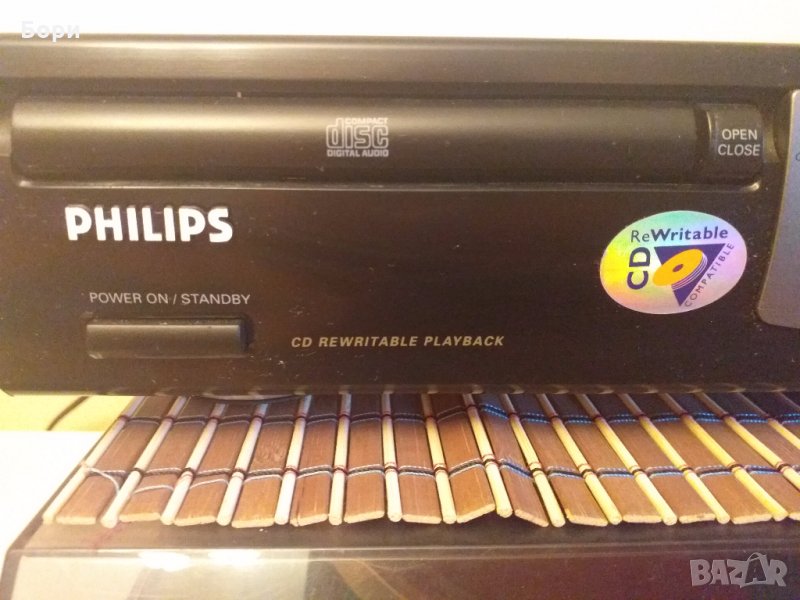 Бори
COMPACT
disc
DIGITAL AUDIO
OPEN
CLOSE
PHILIPS
ReWritable
CD
COMPATIBLE
POWER ON / STANDBY
CD REWRITABLE PLAYBACK
BAZAR